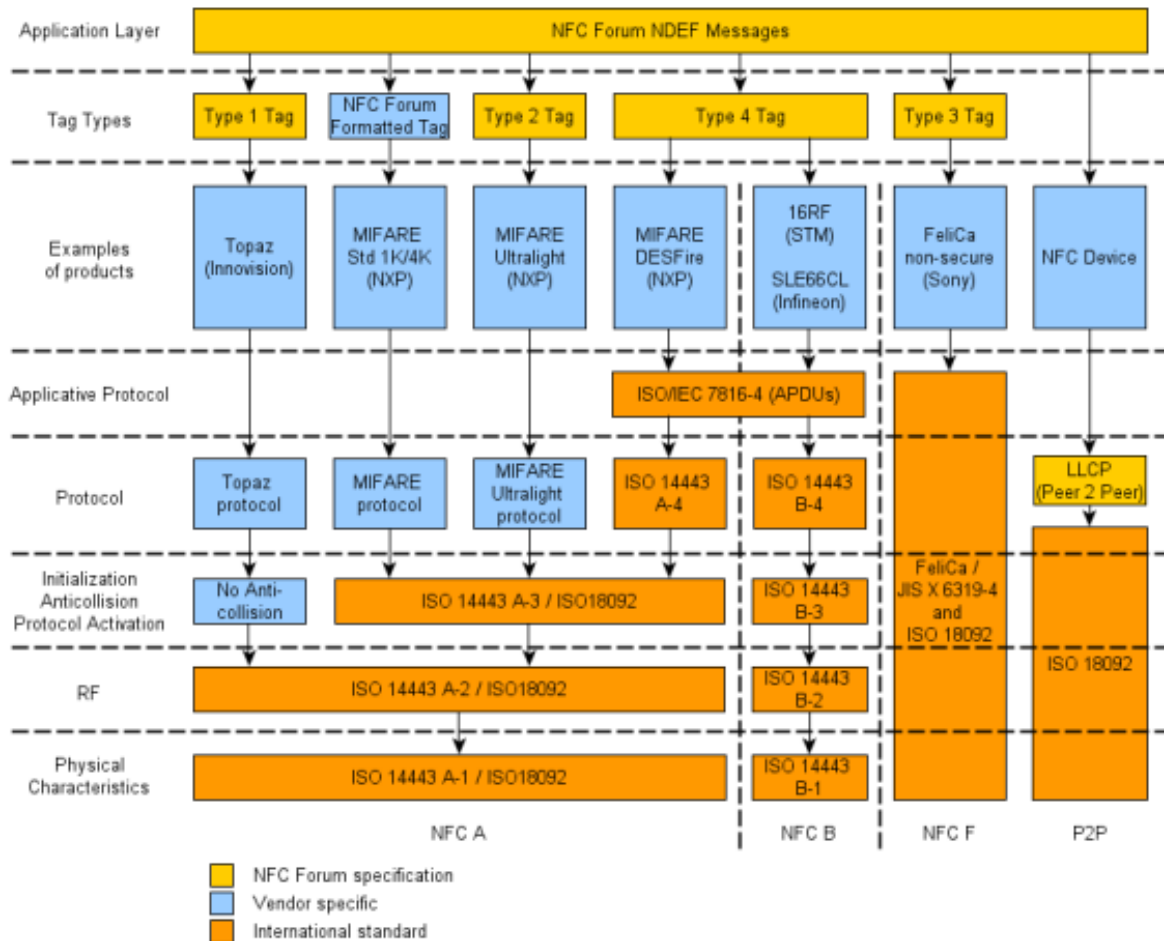 Application Layer
NFC Forum NDEF Messages
Tag Types
Type 1 Tag
NFC Forum
Formatted Tag
Type 2 Tag
Type 4 Tag
Type 3 Tag
Examples
of products
Topaz
(Innovision)
MIFARE
Std 1K/4K
(NXP)
MIFARE
Ultralight
(NXP)
MIFARE
DESFire
(NXP)
16RF
(STM)
SLE66CL
(Infineon)
FeliCa
non-secure
(Sony)
NFC Device
Applicative Protocol
ISO/IEC 7816-4 (APDUs)
Protocol
Topaz
protocol
MIFARE
protocol
MIFARE
Ultralight
protocol
ISO 14443
A-4
ISO 14443
B-4
LLCP
(Peer 2 Peer)
Initialization
Anticollision
Protocol Activation
No Anti-
collision
ISO 14443 A-3 / ISO18092
ISO 14443
B-3
FeliCa /
JIS X 6319-4
and
ISO 18092
RF
ISO 14443 A-2 / ISO18092
ISO 14443
B-2
ISO 18092
Physical
Characteristics
ISO 14443 A-1 / ISO18092
ISO 14443
B-1
NFC A
NFC B
NFC F
P2P
NFC Forum specification
Vendor specific
International standard